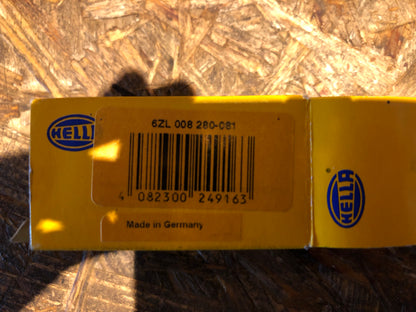 HELLA
6ZL 008 280-081
4 082300 249163
Made in Germany
HELLA